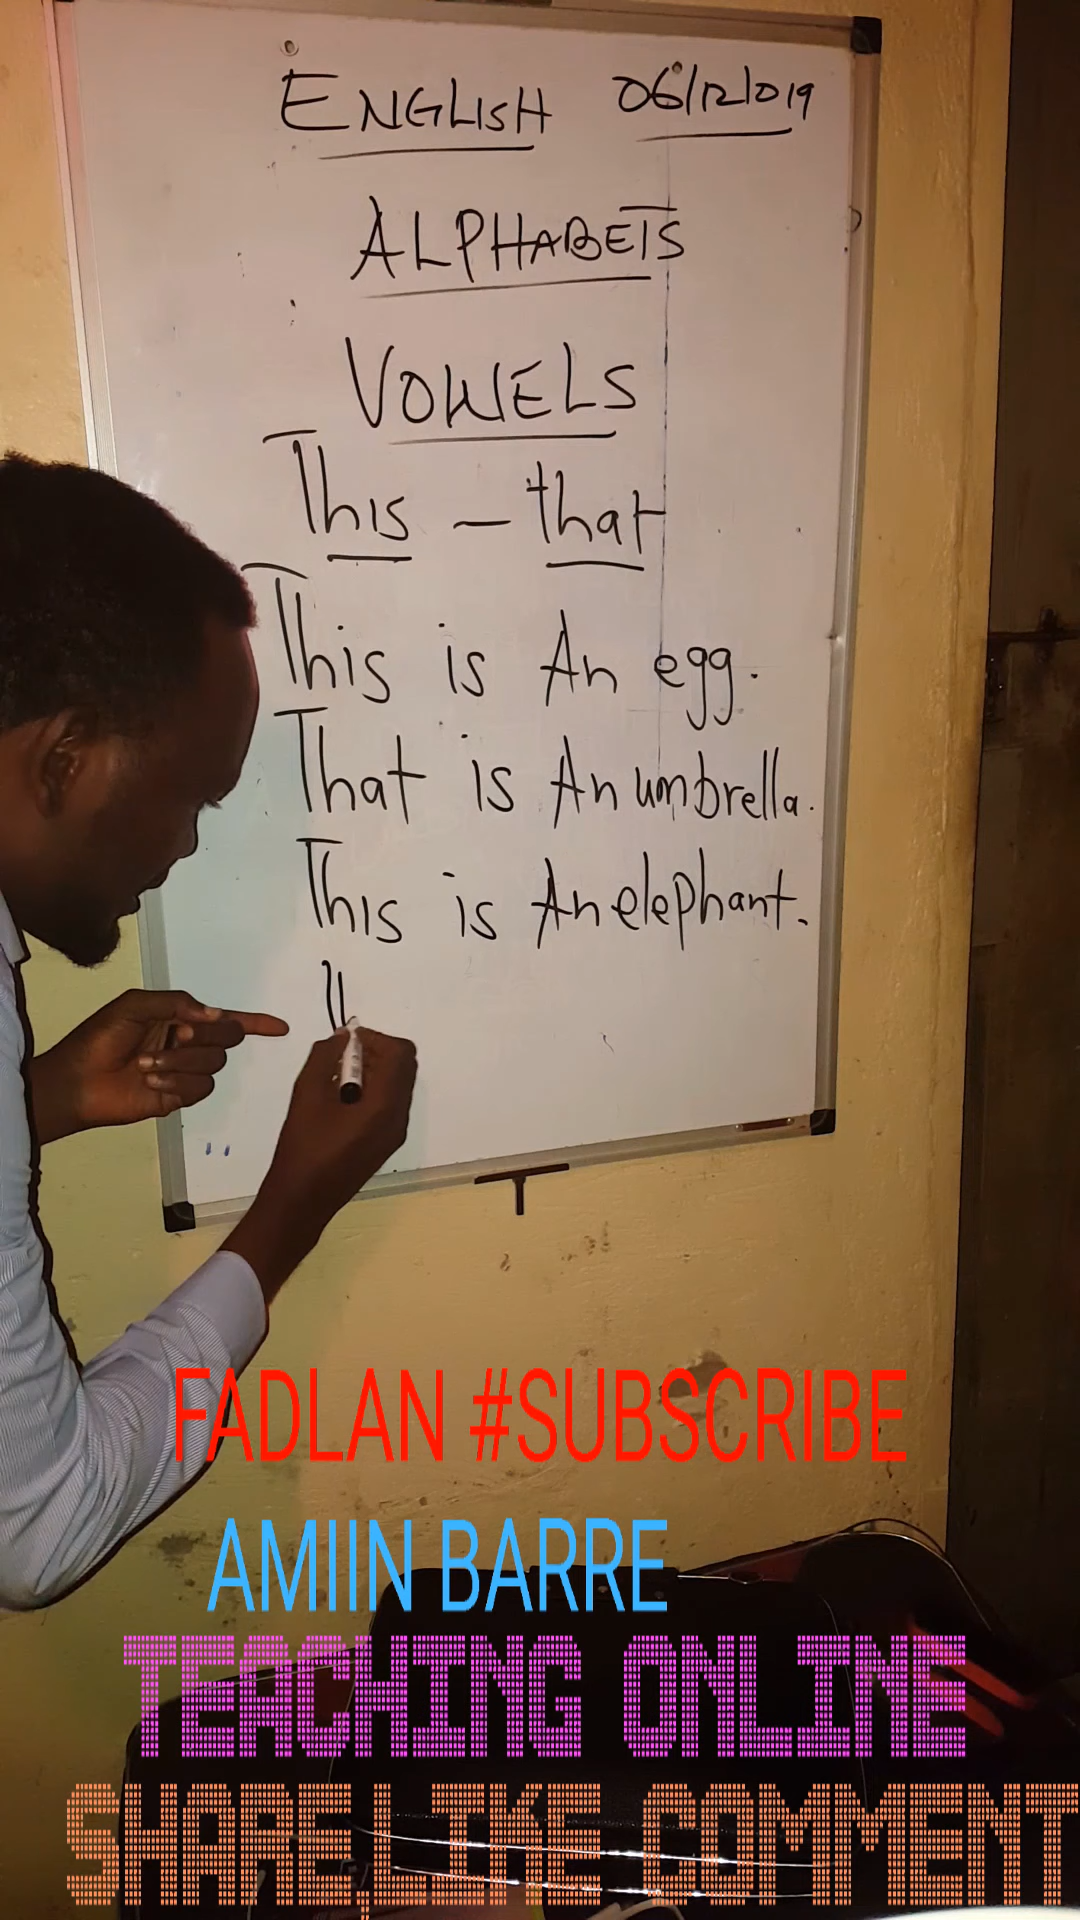 ENGLISH 06/12/2019
ALPHABETS
VOWELS
This – that
This is An egg.
That is An umbrella.
This is An elephant.
FADLAN #SUBSCRIBE
AMIIN BARRE
TEACHING ONLINE
SHARE,LIKE COMMENT